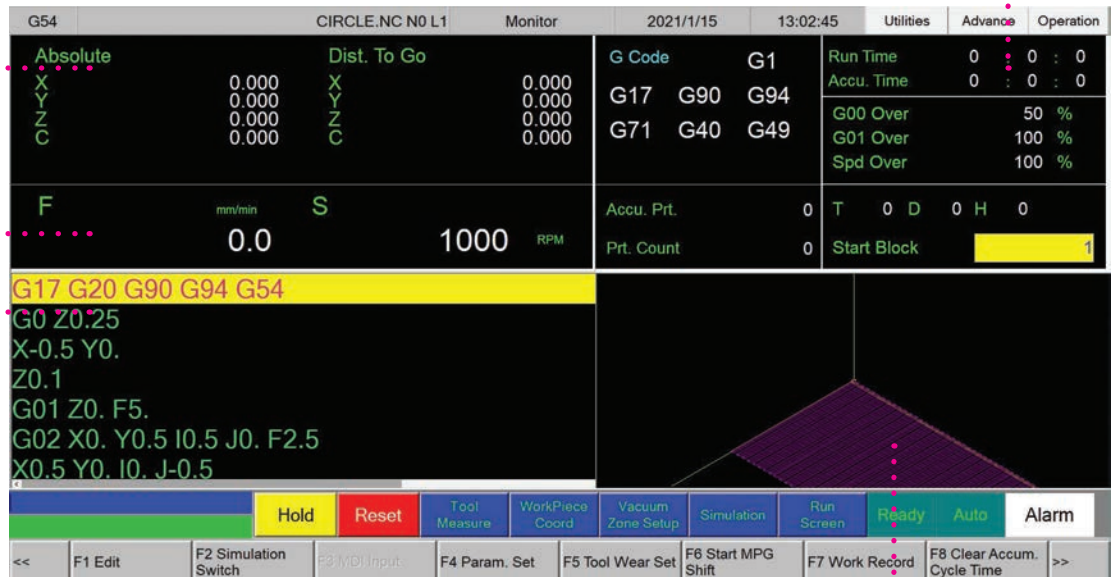 G54 CIRCLE.NC N0 L1 Monitor 2021/1/15 13:02:45 Utilities Advance Operation
Absolute Dist. To Go
X 0.000 X 0.000
Y 0.000 Y 0.000
Z 0.000 Z 0.000
C 0.000 C 0.000
F mm/min 0.0 S 1000 RPM
G Code G1
G17 G90 G94
G71 G40 G49
Accu. Prt. 0
Prt. Count 0
Run Time 0 : 0 : 0
Accu. Time 0 : 0 : 0
G00 Over 50 %
G01 Over 100 %
Spd Over 100 %
T 0 D 0 H 0
Start Block 1
G17 G20 G90 G94 G54
G0 Z0.25
X-0.5 Y0.
Z0.1
G01 Z0. F5.
G02 X0. Y0.5 I0.5 J0. F2.5
X0.5 Y0. I0. J-0.5
Hold Reset Tool Measure WorkPiece Coord Vacuum Zone Setup Simulation Run Screen Ready Auto Alarm
<< F1 Edit F2 Simulation Switch F3 MDI Input F4 Param. Set F5 Tool Wear Set F6 Start MPG Shift F7 Work Record F8 Clear Accum. Cycle Time >>